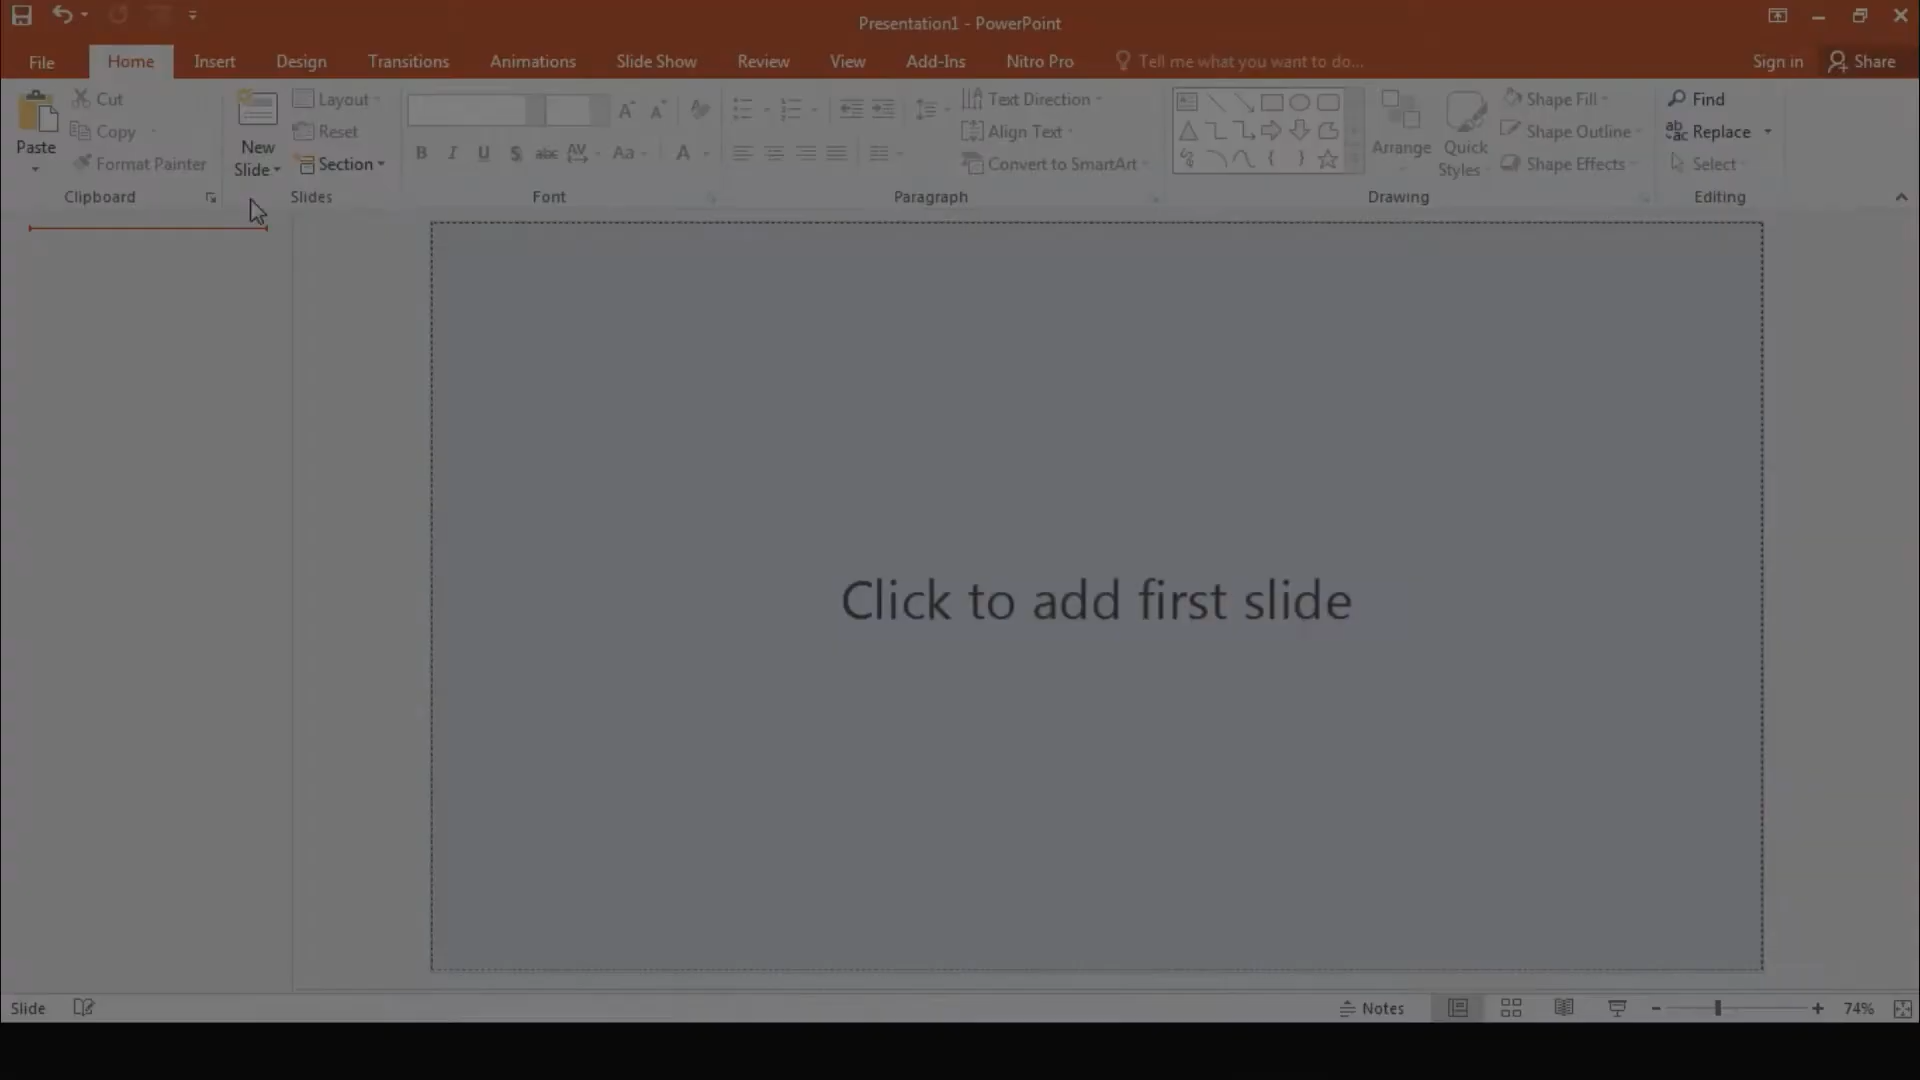 Presentation1 - PowerPoint
File Home Insert Design Transitions Animations Slide Show Review View Add-Ins Nitro Pro Tell me what you want to do... Sign in Share
Paste
Cut
Copy
Format Painter
Clipboard
New
Slide
Layout
Reset
Section
Slides
B I U S abc AV Aa A
Font
Text Direction
Align Text
Convert to SmartArt
Paragraph
Arrange
Quick
Styles
Shape Fill
Shape Outline
Shape Effects
Drawing
Find
Replace
Select
Editing
Click to add first slide
Slide Notes 74%